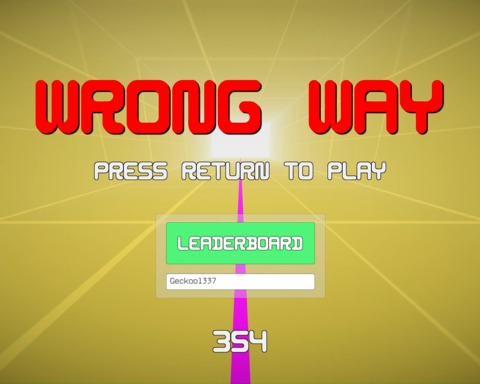 WRONG WAY
PRESS RETURN TO PLAY
LEADERBOARD
Geckoo1337
354